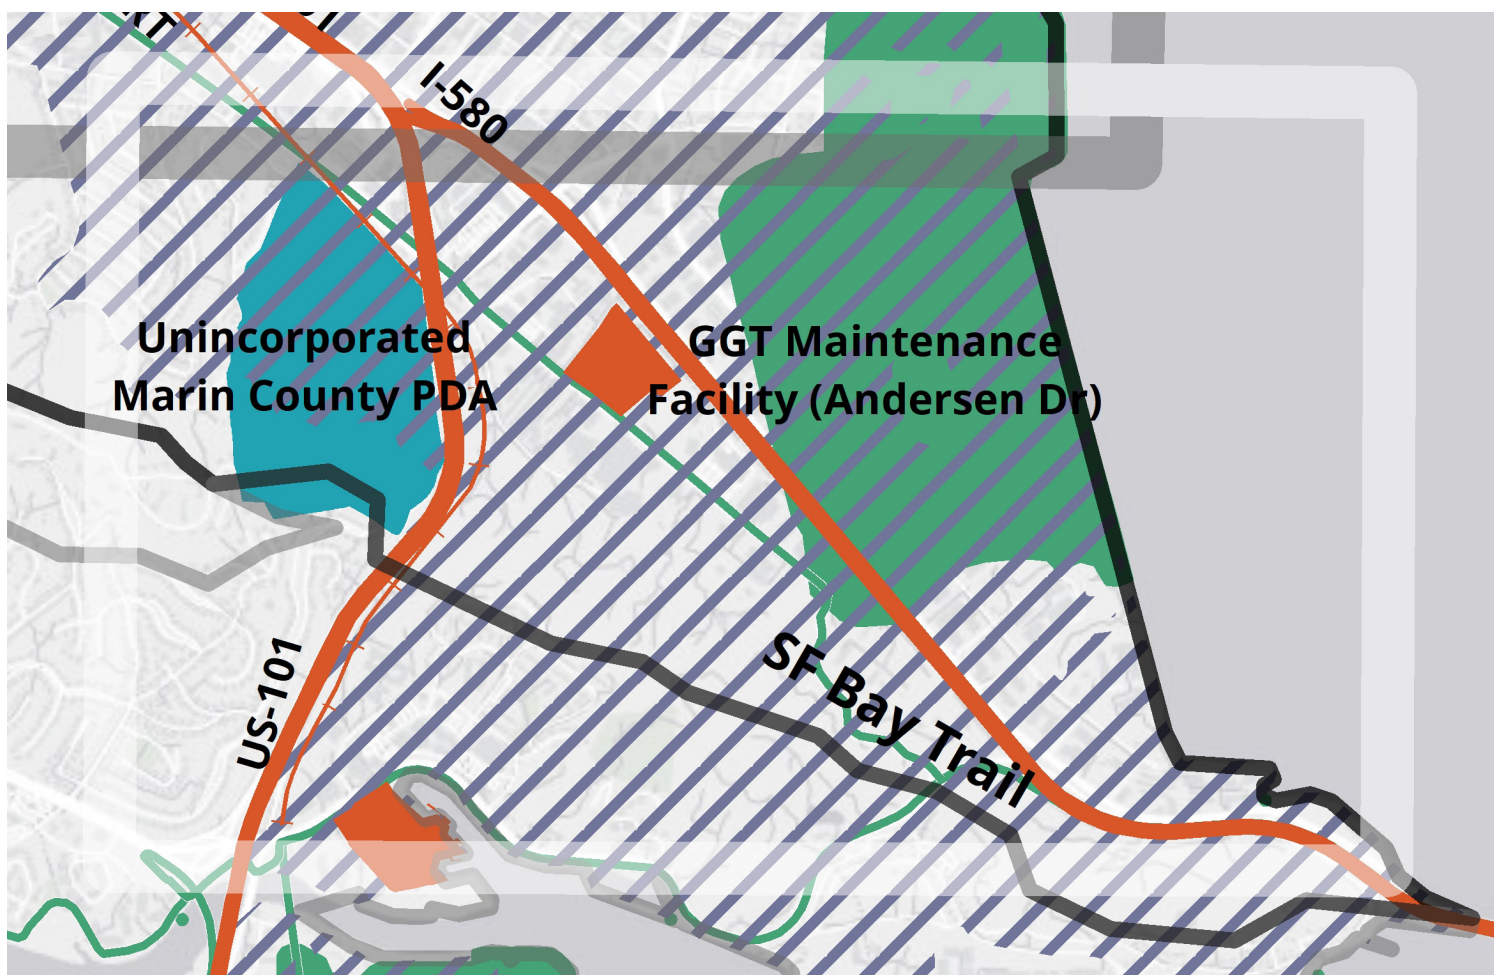 I-580
Unincorporated
Marin County PDA
GGT Maintenance
Facility (Andersen Dr)
US-101
SF Bay Trail